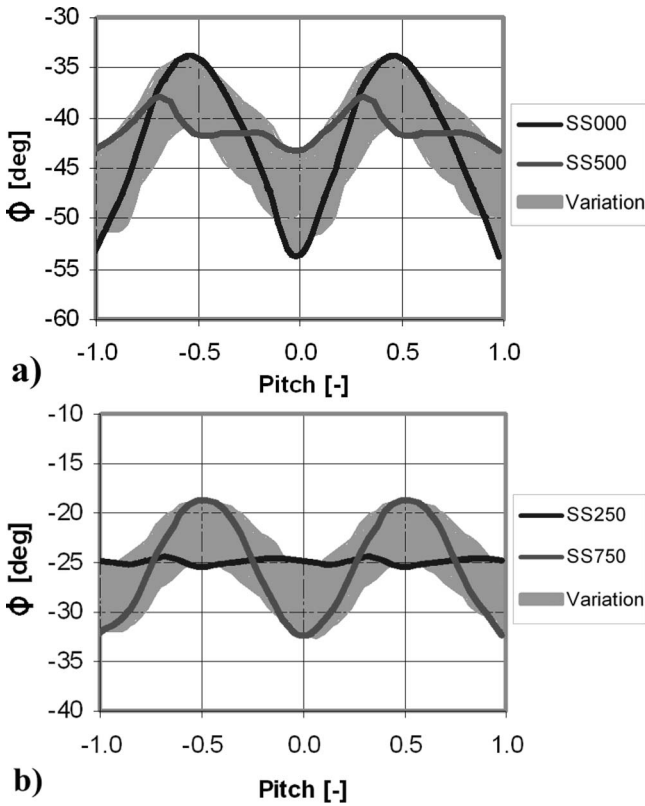 -30
-35
-40
-45
-50
-55
-60
Φ [deg]
-1.0 -0.5 0.0 0.5 1.0
Pitch [-]
SS000
SS500
Variation
a)
-10
-15
-20
-25
-30
-35
-40
Φ [deg]
-1.0 -0.5 0.0 0.5 1.0
Pitch [-]
SS250
SS750
Variation
b)